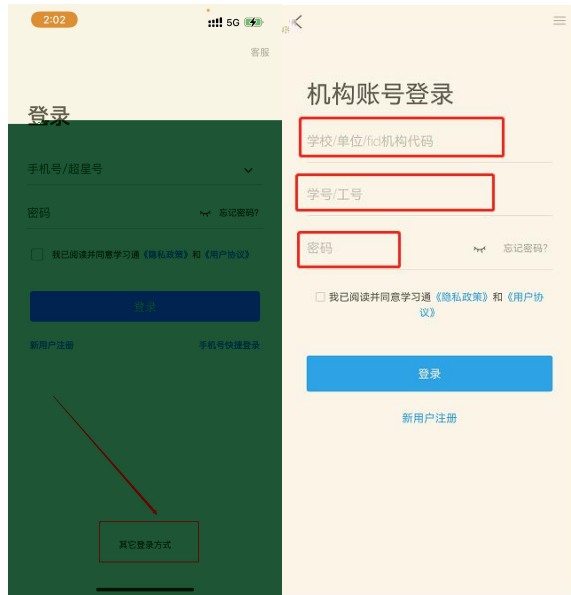 2:02
5G
客服
登录
手机号/超星号
密码
忘记密码?
我已阅读并同意学习通《隐私政策》和《用户协议》
登录
新用户注册
手机号快捷登录
其它登录方式
机构账号登录
学校/单位/fid机构代码
学号/工号
密码
忘记密码?
我已阅读并同意学习通《隐私政策》和《用户协
议》
登录
新用户注册